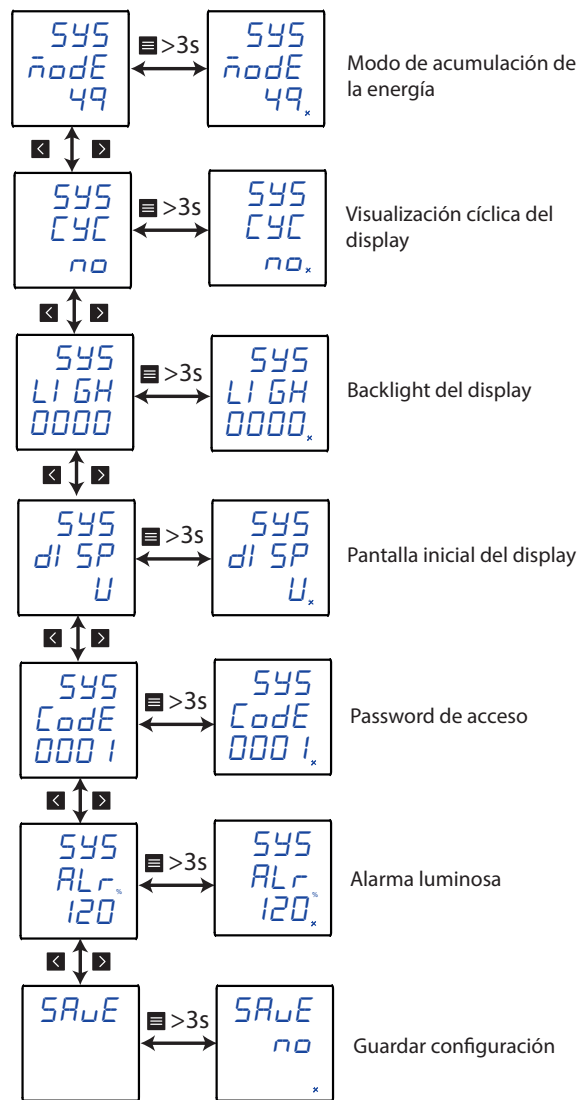 SYS
modE
49
>3s
SYS
modE
49
Modo de acumulación de
la energía
SYS
CYC
no
>3s
SYS
CYC
no
Visualización cíclica del
display
SYS
LIGH
0000
>3s
SYS
LIGH
0000
Backlight del display
SYS
dISP
U
>3s
SYS
dISP
U
Pantalla inicial del display
SYS
CodE
0001
>3s
SYS
CodE
0001
Password de acceso
SYS
ALr
%
120
>3s
SYS
ALr
%
120
Alarma luminosa
SAvE
>3s
SAvE
no
Guardar configuración